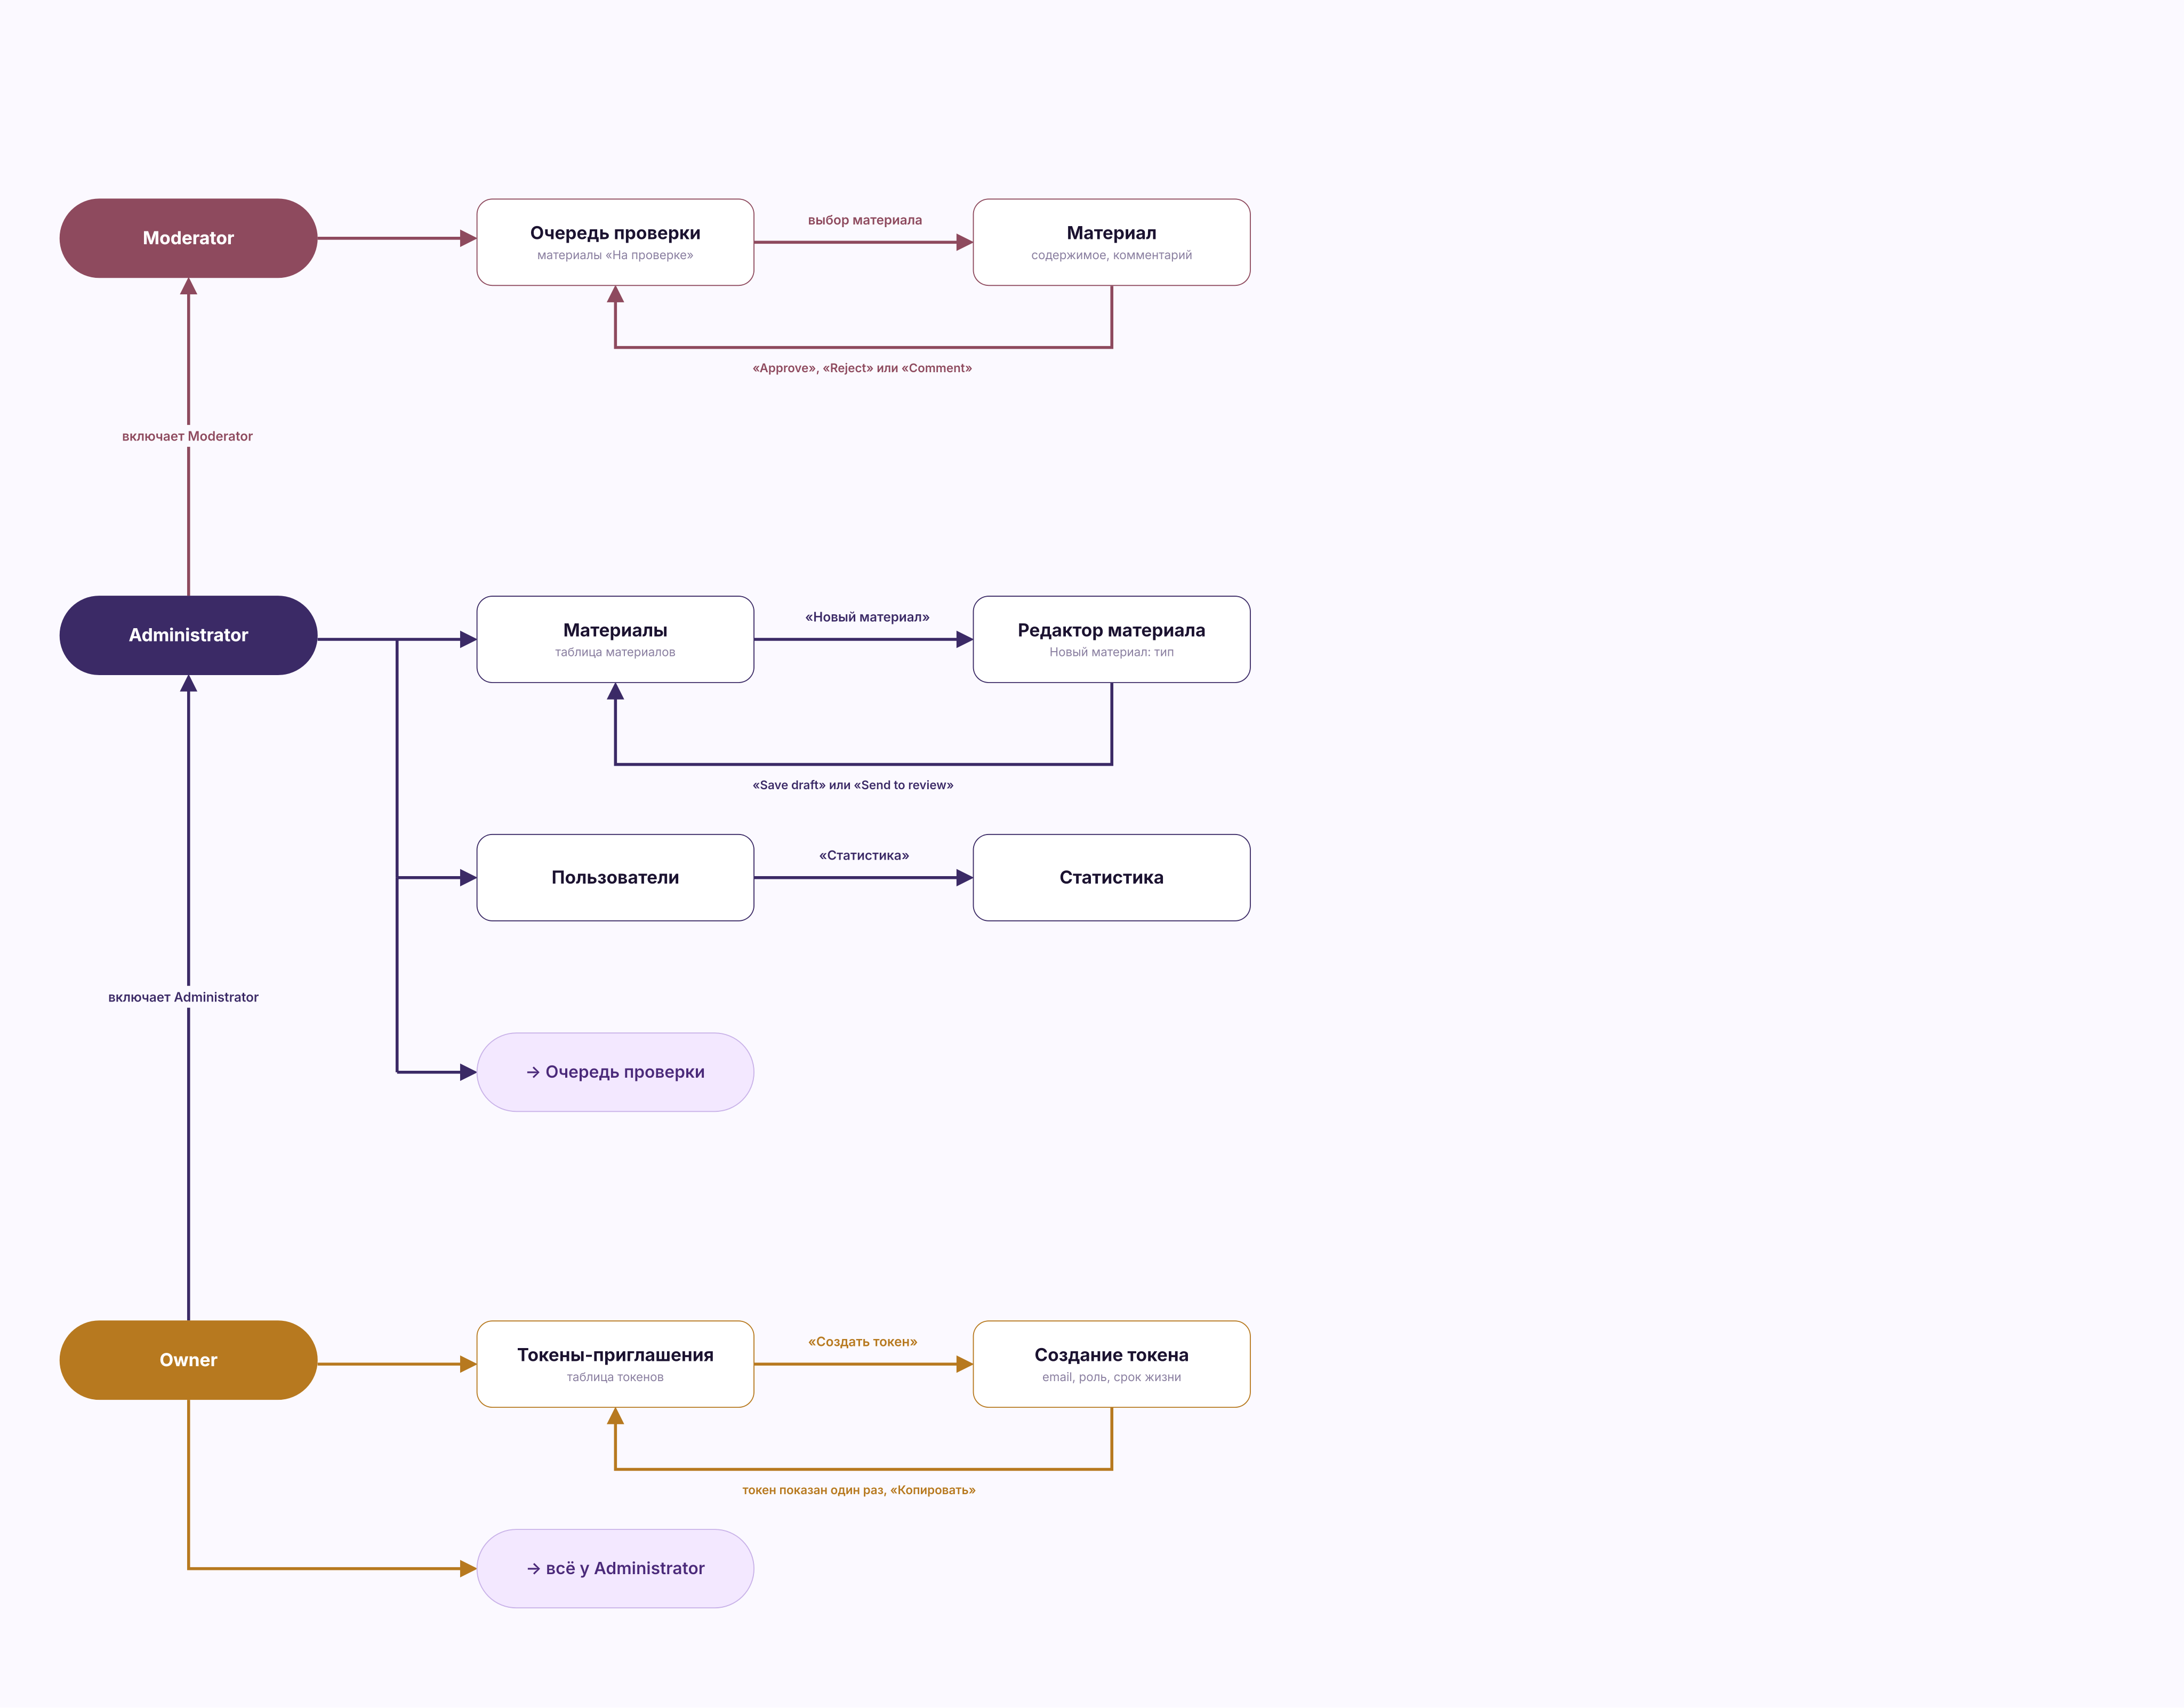 Moderator
Очередь проверки
материалы «На проверке»
выбор материала
Материал
содержимое, комментарий
«Approve», «Reject» или «Comment»
включает Moderator
Administrator
Материалы
таблица материалов
«Новый материал»
Редактор материала
Новый материал: тип
«Save draft» или «Send to review»
Пользователи
«Статистика»
Статистика
включает Administrator
→ Очередь проверки
Owner
Токены-приглашения
таблица токенов
«Создать токен»
Создание токена
email, роль, срок жизни
токен показан один раз, «Копировать»
→ всё у Administrator